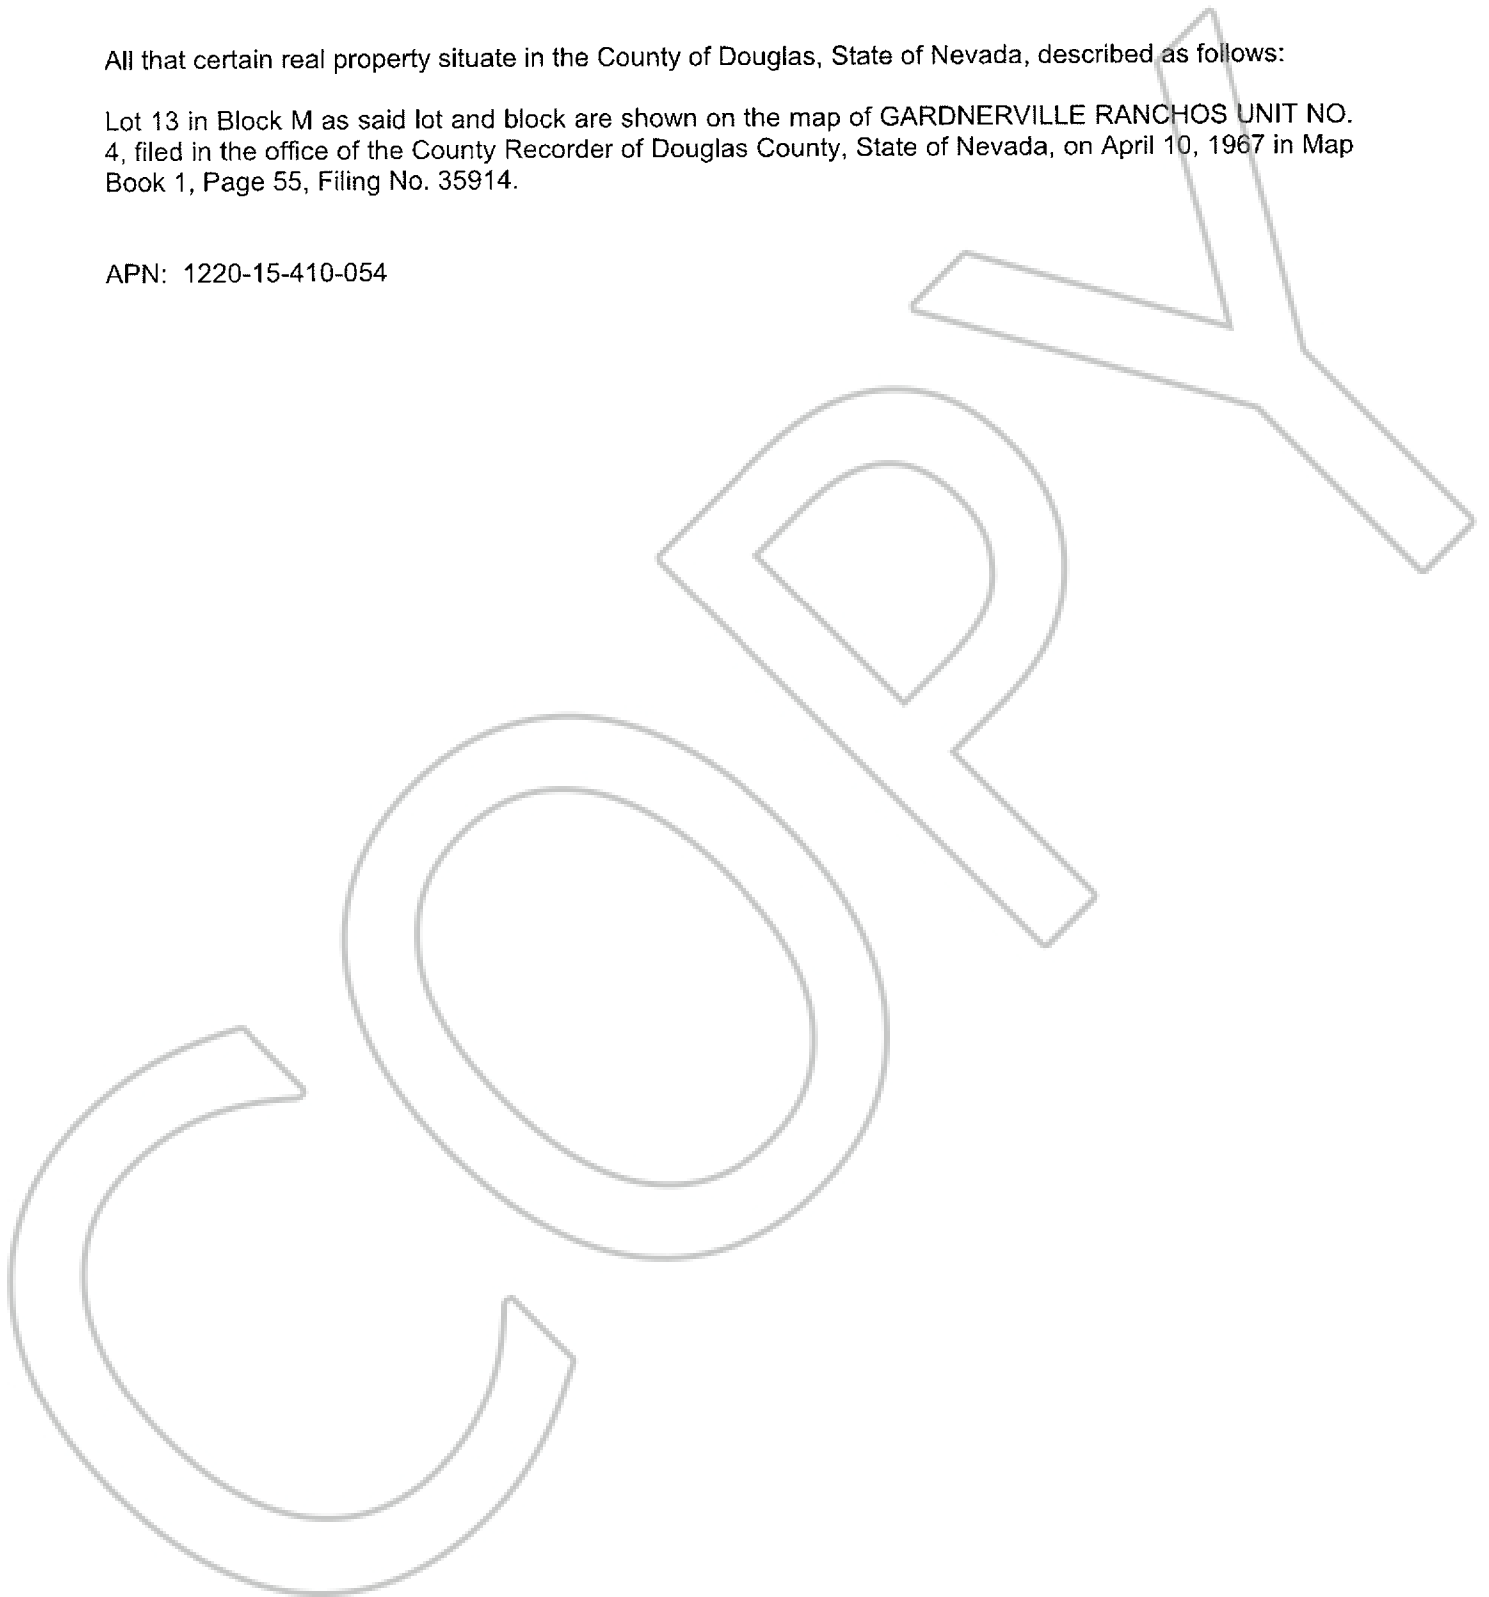 All that certain real property situate in the County of Douglas, State of Nevada, described as follows:
Lot 13 in Block M as said lot and block are shown on the map of GARDNERVILLE RANCHOS UNIT NO.
4, filed in the office of the County Recorder of Douglas County, State of Nevada, on April 10, 1967 in Map
Book 1, Page 55, Filing No. 35914.
APN: 1220-15-410-054
COPY